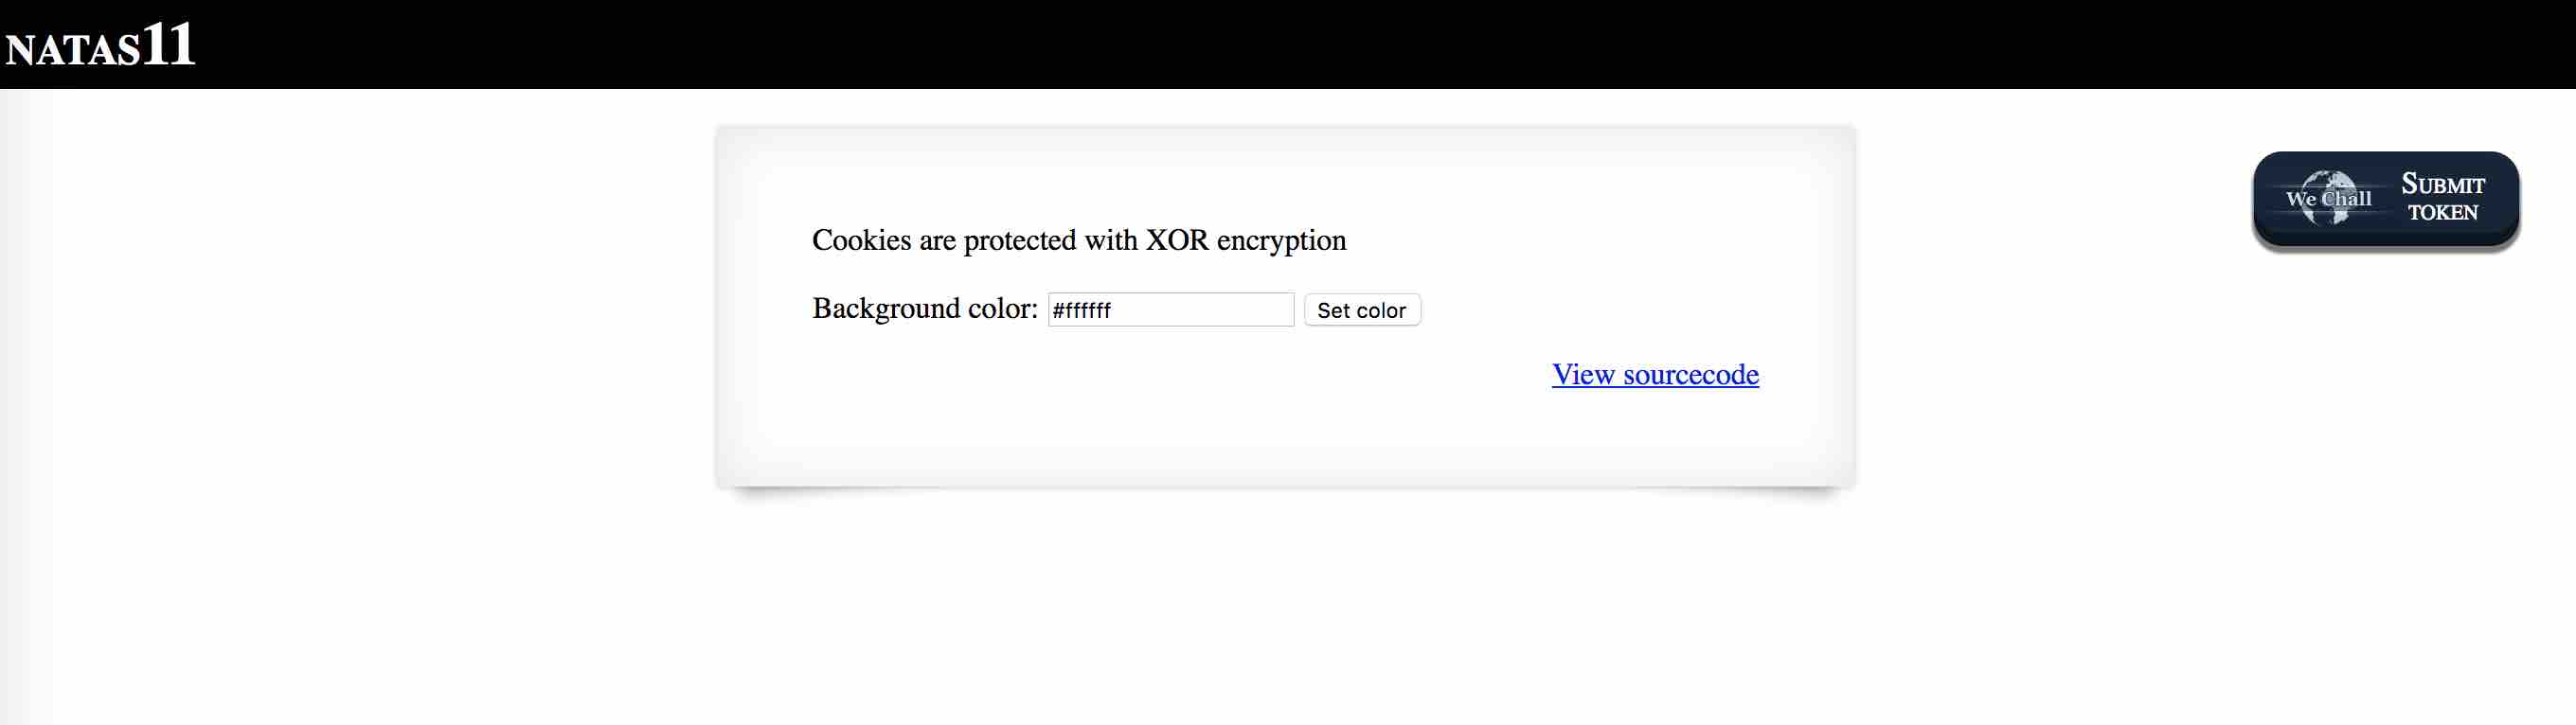 NATAS11
We Chall
SUBMIT
TOKEN
Cookies are protected with XOR encryption
Background color: #ffffff Set color
View sourcecode